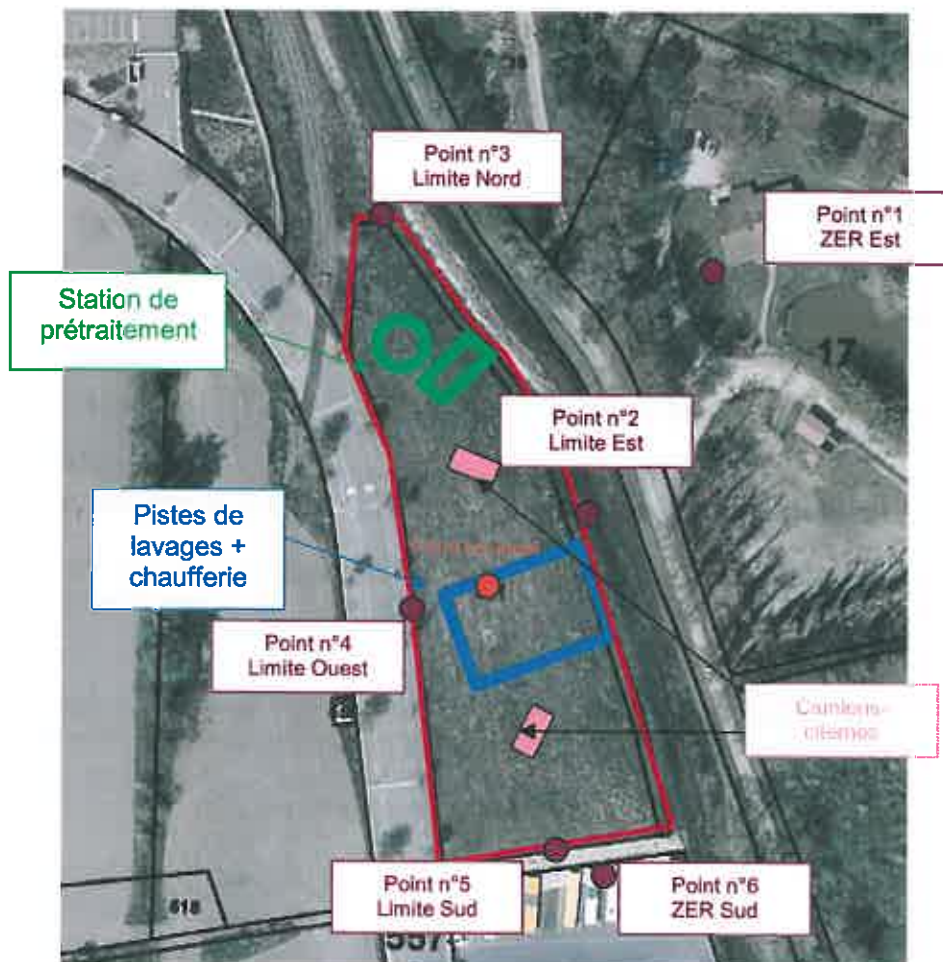 Point n°3
Limite Nord
Point n°1
ZER Est
Station de
prétraitement
17
Point n°2
Limite Est
Pistes de
lavages +
chaufferie
Point n°4
Limite Ouest
Camions-
citernes
Point n°5
Limite Sud
Point n°6
ZER Sud
618
557